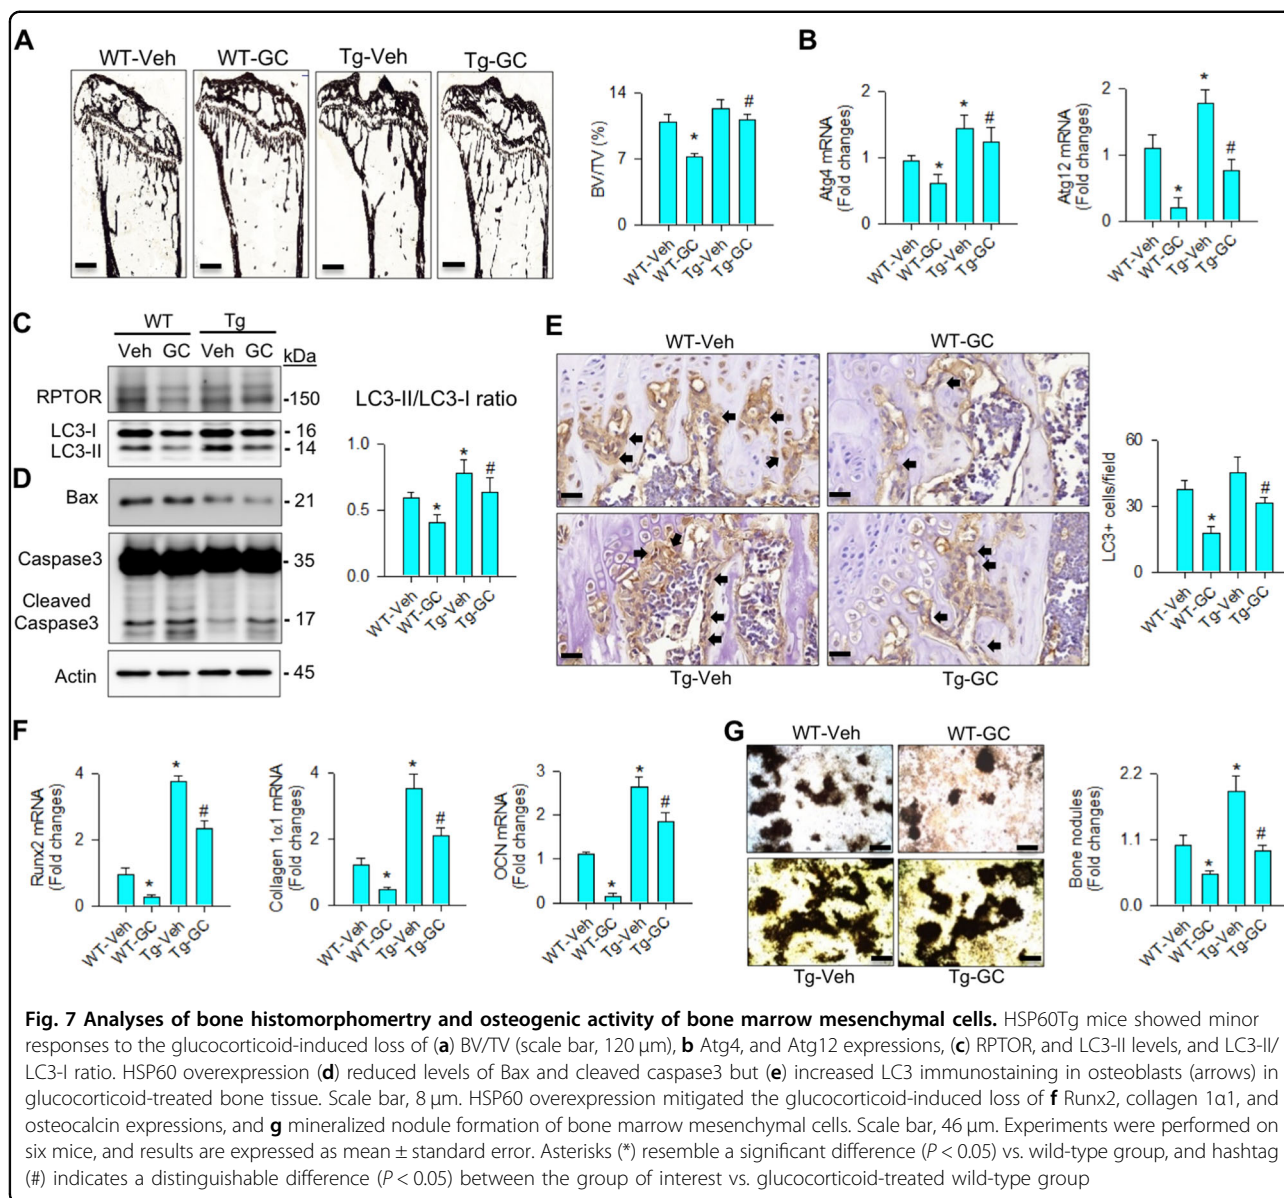 A
WT-Veh
WT-GC
Tg-Veh
Tg-GC
BV/TV (%)
14
7
0
WT-Veh
WT-GC
Tg-Veh
Tg-GC
B
Atg4 mRNA
(Fold changes)
2
1
0
*
*
#
WT-Veh
WT-GC
Tg-Veh
Tg-GC
Atg12 mRNA
(Fold changes)
2
1
0
*
*
#
WT-Veh
WT-GC
Tg-Veh
Tg-GC
C
WT
Tg
Veh GC Veh GC kDa
RPTOR
-150
LC3-I
- 16
LC3-II
- 14
D
Bax
- 21
Caspase3
- 35
Cleaved
Caspase3
- 17
Actin
- 45
LC3-II/LC3-I ratio
1.0
0.5
0.0
*
*
#
WT-Veh
WT-GC
Tg-Veh
Tg-GC
E
WT-Veh
WT-GC
Tg-Veh
Tg-GC
LC3+ cells/field
60
30
0
*
#
WT-Veh
WT-GC
Tg-Veh
Tg-GC
F
Runx2 mRNA
(Fold changes)
4
2
0
*
*
#
WT-Veh
WT-GC
Tg-Veh
Tg-GC
Collagen 1α1 mRNA
(Fold changes)
4
2
0
*
*
#
WT-Veh
WT-GC
Tg-Veh
Tg-GC
OCN mRNA
(Fold changes)
3
1
0
*
*
#
WT-Veh
WT-GC
Tg-Veh
Tg-GC
G
WT-Veh
WT-GC
Tg-Veh
Tg-GC
Bone nodules
(Fold changes)
2.2
1.1
0.0
*
*
#
WT-Veh
WT-GC
Tg-Veh
Tg-GC
Fig. 7 Analyses of bone histomorphomertry and osteogenic activity of bone marrow mesenchymal cells. HSP60Tg mice showed minor
responses to the glucocorticoid-induced loss of (a) BV/TV (scale bar, 120 μm), b Atg4, and Atg12 expressions, (c) RPTOR, and LC3-II levels, and LC3-II/
LC3-I ratio. HSP60 overexpression (d) reduced levels of Bax and cleaved caspase3 but (e) increased LC3 immunostaining in osteoblasts (arrows) in
glucocorticoid-treated bone tissue. Scale bar, 8 μm. HSP60 overexpression mitigated the glucocorticoid-induced loss of f Runx2, collagen 1α1, and
osteocalcin expressions, and g mineralized nodule formation of bone marrow mesenchymal cells. Scale bar, 46 μm. Experiments were performed on
six mice, and results are expressed as mean ± standard error. Asterisks (*) resemble a significant difference (P < 0.05) vs. wild-type group, and hashtag
(#) indicates a distinguishable difference (P < 0.05) between the group of interest vs. glucocorticoid-treated wild-type group